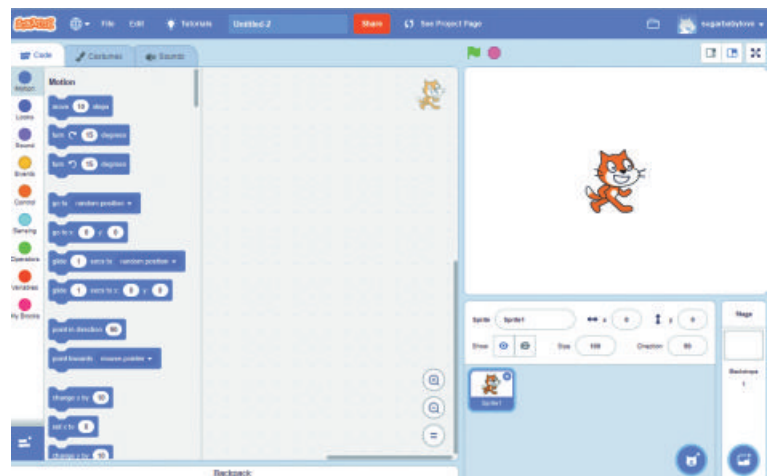 SCRATCH
File Edit Tutorials Untitled-2 Share See Project Page sugarbabylove
Code Costumes Sounds
Motion
Looks
Sound
Events
Control
Sensing
Operators
Variables
My Blocks
Motion
move 10 steps
turn 15 degrees
turn 15 degrees
go to random position
go to x: 0 y: 0
glide 1 secs to random position
glide 1 secs to x: 0 y: 0
point in direction 90
point towards mouse-pointer
change x by 10
set x to 0
change y by 10
Backpack
Sprite Sprite1 x 0 y 0
Show Size 100 Direction 90
Sprite1
Stage
Backdrops
1